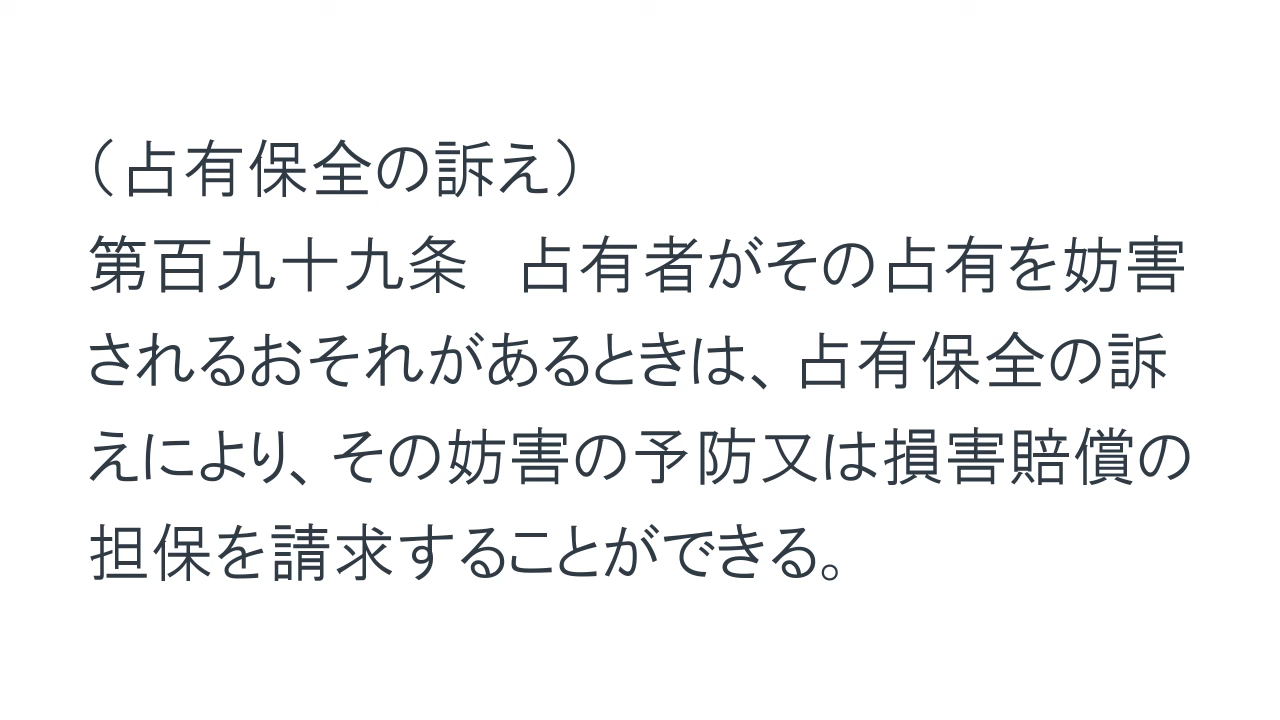 （占有保全の訴え）
第百九十九条　占有者がその占有を妨害
されるおそれがあるときは、占有保全の訴
えにより、その妨害の予防又は損害賠償の
担保を請求することができる。